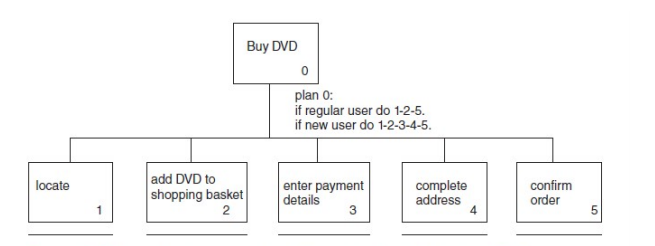 Buy DVD
0
plan 0:
if regular user do 1-2-5.
if new user do 1-2-3-4-5.
locate
1
add DVD to
shopping basket
2
enter payment
details
3
complete
address
4
confirm
order
5